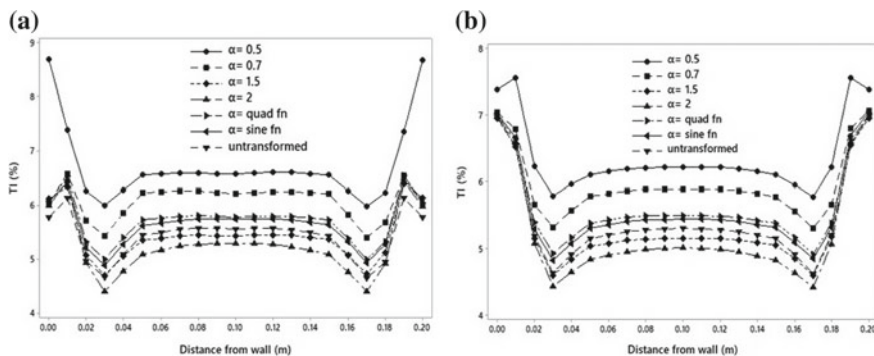 (a)
9
8
7
6
5
4
TI (%)
α= 0.5
α= 0.7
α= 1.5
α= 2
α= quad fn
α= sine fn
untransformed
0.00 0.02 0.04 0.06 0.08 0.10 0.12 0.14 0.16 0.18 0.20
Distance from wall (m)
(b)
8
7
6
5
4
TI (%)
α= 0.5
α= 0.7
α= 1.5
α= 2
α= quad fn
α= sine fn
untransformed
0.00 0.02 0.04 0.06 0.08 0.10 0.12 0.14 0.16 0.18 0.20
Distance from wall (m)